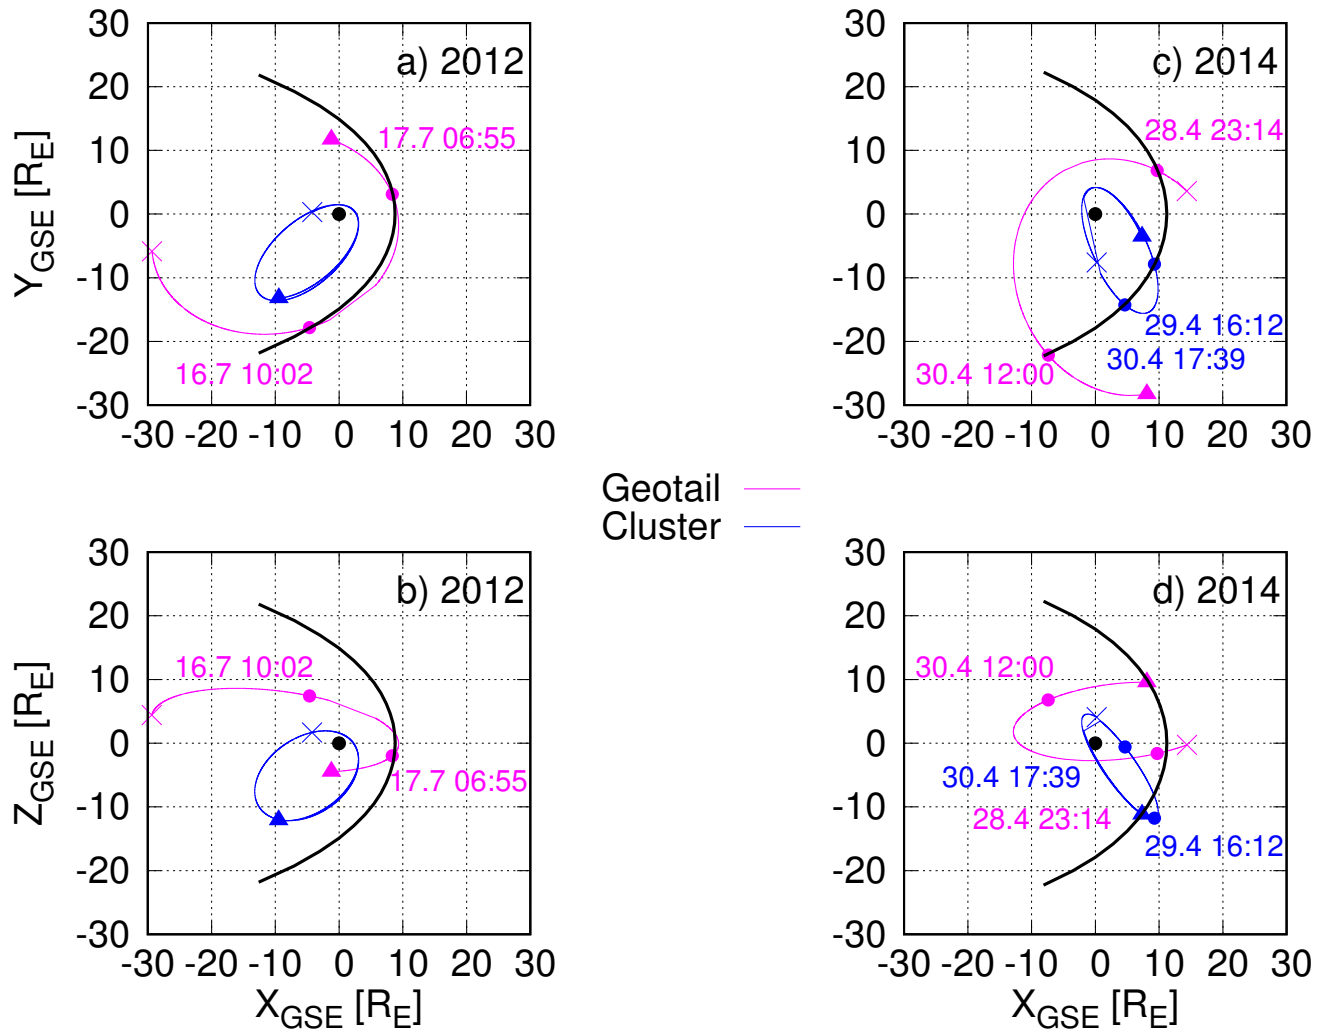 a) 2012
30
20
10
0
-10
-20
-30
Y_GSE [R_E]
17.7 06:55
16.7 10:02
-30 -20 -10 0 10 20 30
c) 2014
30
20
10
0
-10
-20
-30
28.4 23:14
29.4 16:12
30.4 17:39
30.4 12:00
-30 -20 -10 0 10 20 30
Geotail
Cluster
b) 2012
30
20
10
0
-10
-20
-30
Z_GSE [R_E]
16.7 10:02
17.7 06:55
-30 -20 -10 0 10 20 30
X_GSE [R_E]
d) 2014
30
20
10
0
-10
-20
-30
30.4 12:00
30.4 17:39
28.4 23:14
29.4 16:12
-30 -20 -10 0 10 20 30
X_GSE [R_E]